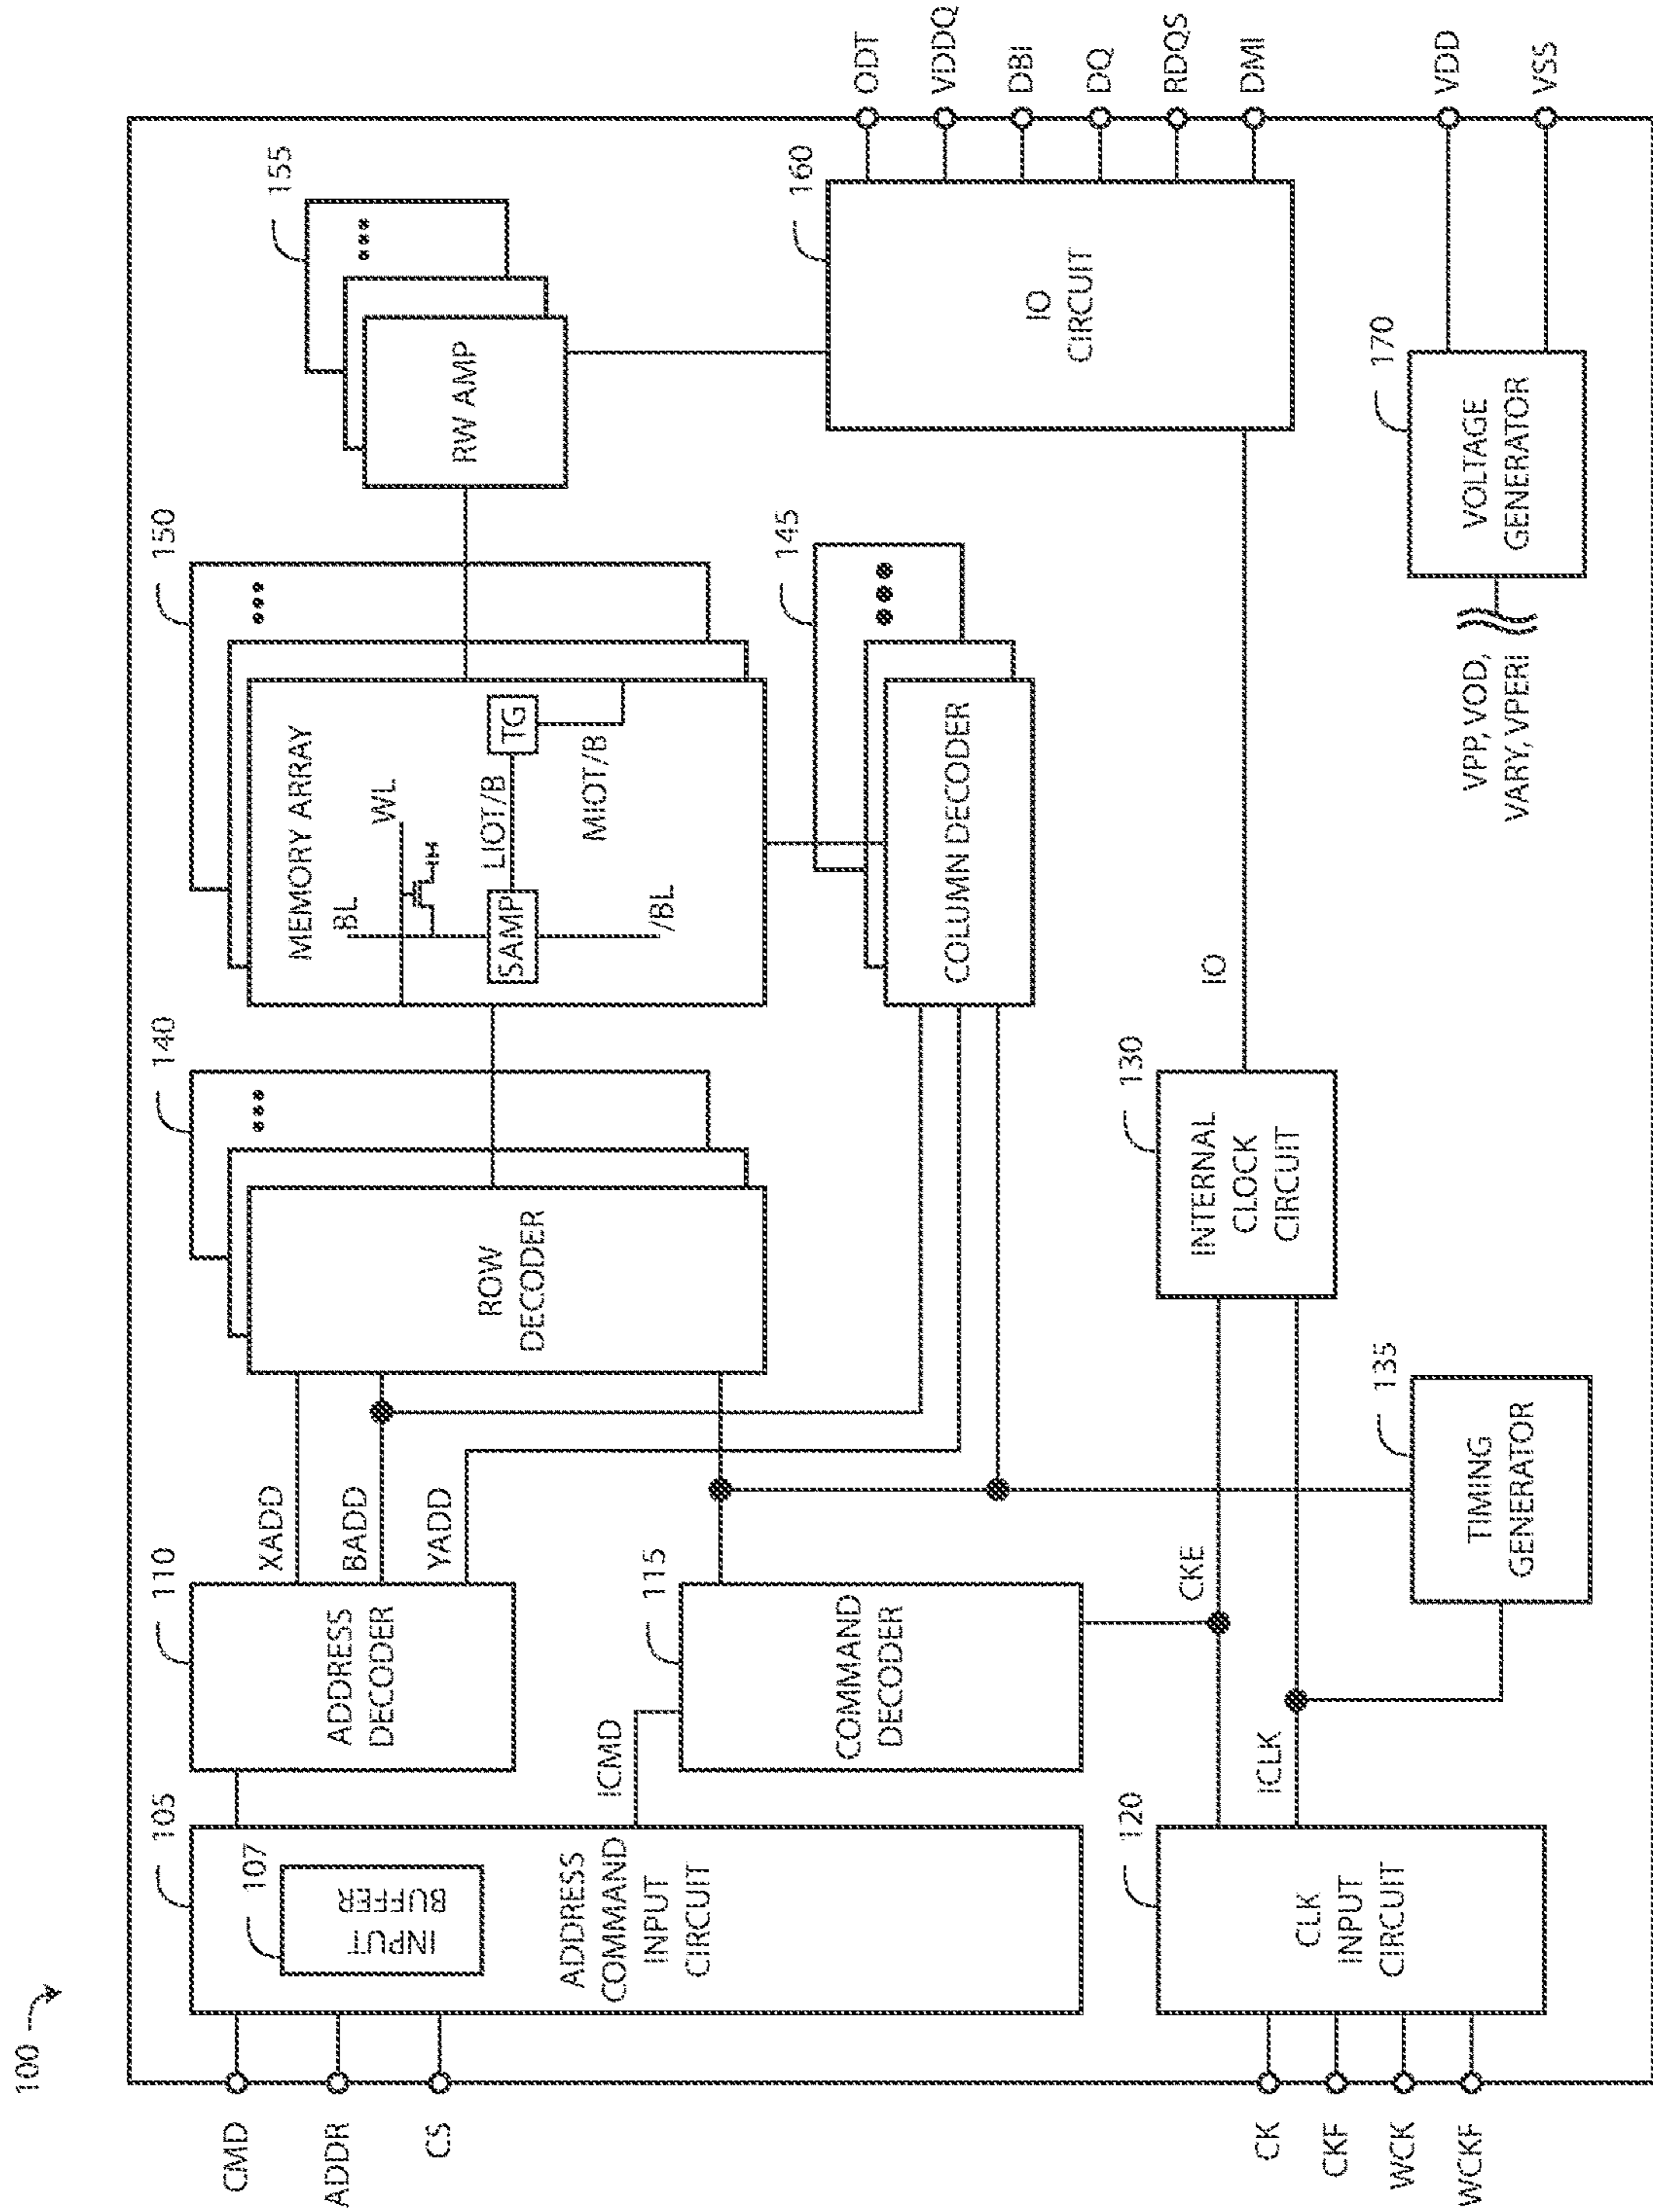 100
CMD
ADDR
CS
CK
CKF
WCK
WCKF
105
107
INPUT
BUFFER
ADDRESS
COMMAND
INPUT
CIRCUIT
110
ADDRESS
DECODER
XADD
BADD
YADD
ICMD
115
COMMAND
DECODER
120
CLK
INPUT
CIRCUIT
CKE
ICLK
135
TIMING
GENERATOR
130
INTERNAL
CLOCK
CIRCUIT
IO
140
ROW
DECODER
150
MEMORY ARRAY
BL
WL
SAMP
LIOT/B
TG
MIOT/B
/BL
145
COLUMN DECODER
155
RW AMP
160
IO
CIRCUIT
170
VOLTAGE
GENERATOR
VPP, VOD,
VARY, VPERI
ODT
VDDQ
DBI
DQ
RDQS
DMI
VDD
VSS